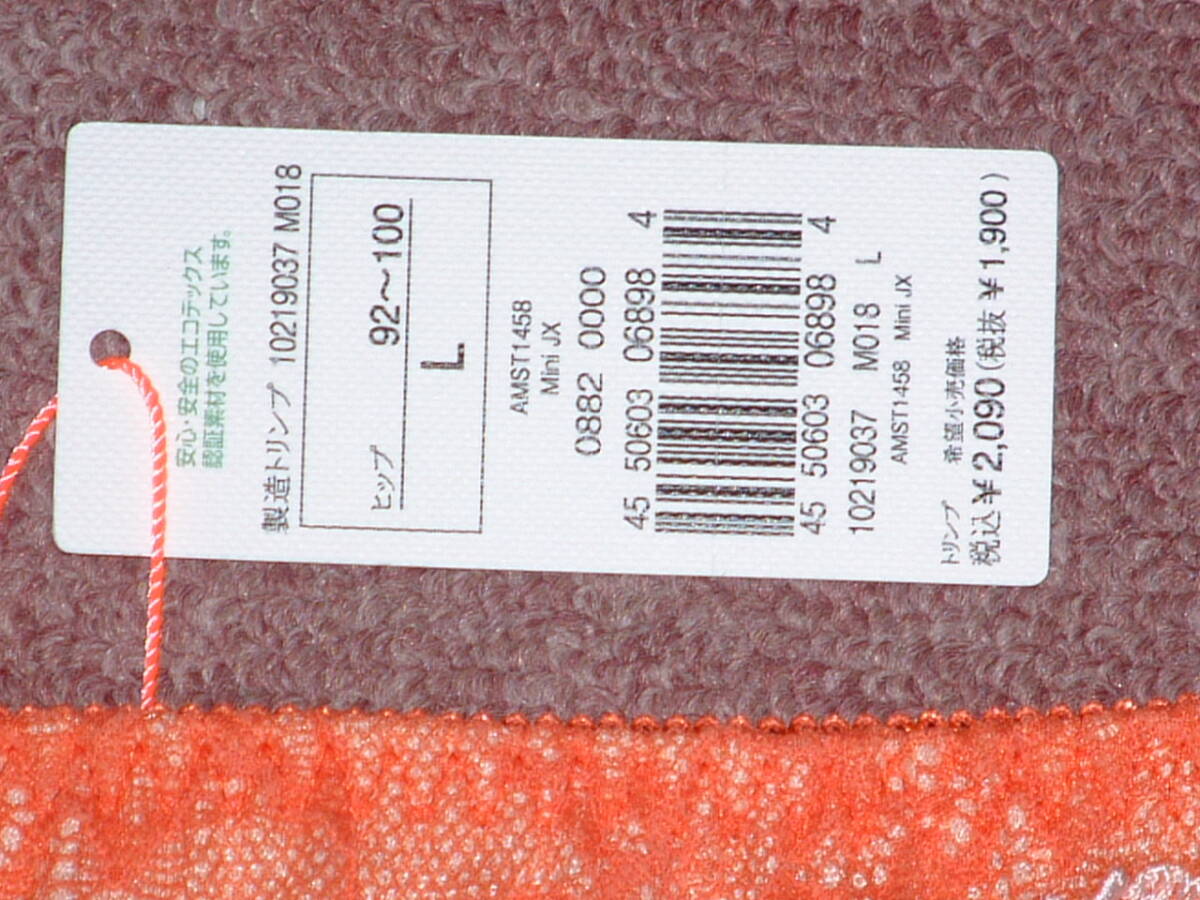 安心・安全のエコテックス
認証素材を使用しています。
製造トリンプ 10219037 M018
ヒップ 92～100
L
AMST1458
Mini JX
0882 0000
45 50603 06898 4
45 50603 06898 4
10219037 M018 L
AMST1458 Mini JX
トリンプ 希望小売価格
税込¥2,090(税抜 ¥1,900)